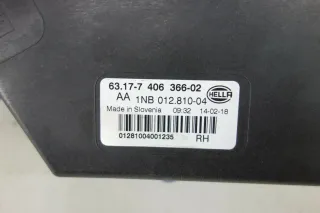 63.17-7 406 366-02
AA 1NB 012.810-04
HELLA
Made in Slovenia 09:32 14-02-18
01281004001235 RH